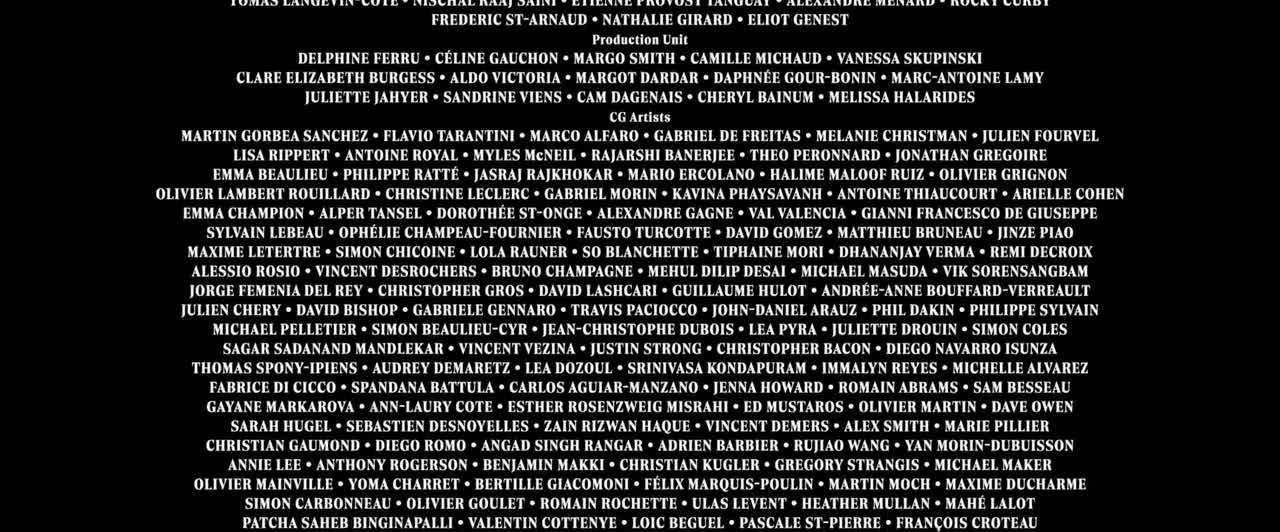 TOMAS LANGEVIN-COTE • NISCHAL RAAJ SAINI • ETIENNE PROVOST TANGUAY • ALEXANDRE MENARD • ROCKY CURBY
FREDERIC ST-ARNAUD • NATHALIE GIRARD • ELIOT GENEST
Production Unit
DELPHINE FERRU • CÉLINE GAUCHON • MARGO SMITH • CAMILLE MICHAUD • VANESSA SKUPINSKI
CLARE ELIZABETH BURGESS • ALDO VICTORIA • MARGOT DARDAR • DAPHNÉE GOUR-BONIN • MARC-ANTOINE LAMY
JULIETTE JAHYER • SANDRINE VIENS • CAM DAGENAIS • CHERYL BAINUM • MELISSA HALARIDES
CG Artists
MARTIN GORBEA SANCHEZ • FLAVIO TARANTINI • MARCO ALFARO • GABRIEL DE FREITAS • MELANIE CHRISTMAN • JULIEN FOURVEL
LISA RIPPERT • ANTOINE ROYAL • MYLES McNEIL • RAJARSHI BANERJEE • THEO PERONNARD • JONATHAN GREGOIRE
EMMA BEAULIEU • PHILIPPE RATTÉ • JASRAJ RAJKHOKAR • MARIO ERCOLANO • HALIME MALOOF RUIZ • OLIVIER GRIGNON
OLIVIER LAMBERT ROUILLARD • CHRISTINE LECLERC • GABRIEL MORIN • KAVINA PHAYSAVANH • ANTOINE THIAUCOURT • ARIELLE COHEN
EMMA CHAMPION • ALPER TANSEL • DOROTHÉE ST-ONGE • ALEXANDRE GAGNE • VAL VALENCIA • GIANNI FRANCESCO DE GIUSEPPE
SYLVAIN LEBEAU • OPHÉLIE CHAMPEAU-FOURNIER • FAUSTO TURCOTTE • DAVID GOMEZ • MATTHIEU BRUNEAU • JINZE PIAO
MAXIME LETERTRE • SIMON CHICOINE • LOLA RAUNER • SO BLANCHETTE • TIPHAINE MORI • DHANANJAY VERMA • REMI DECROIX
ALESSIO ROSIO • VINCENT DESROCHERS • BRUNO CHAMPAGNE • MEHUL DILIP DESAI • MICHAEL MASUDA • VIK SORENSANGBAM
JORGE FEMENIA DEL REY • CHRISTOPHER GROS • DAVID LASHCARI • GUILLAUME HULOT • ANDRÉE-ANNE BOUFFARD-VERREAULT
JULIEN CHERY • DAVID BISHOP • GABRIELE GENNARO • TRAVIS PACIOCCO • JOHN-DANIEL ARAUZ • PHIL DAKIN • PHILIPPE SYLVAIN
MICHAEL PELLETIER • SIMON BEAULIEU-CYR • JEAN-CHRISTOPHE DUBOIS • LEA PYRA • JULIETTE DROUIN • SIMON COLES
SAGAR SADANAND MANDLEKAR • VINCENT VEZINA • JUSTIN STRONG • CHRISTOPHER BACON • DIEGO NAVARRO ISUNZA
THOMAS SPONY-IPIENS • AUDREY DEMARETZ • LEA DOZOUL • SRINIVASA KONDAPURAM • IMMALYN REYES • MICHELLE ALVAREZ
FABRICE DI CICCO • SPANDANA BATTULA • CARLOS AGUIAR-MANZANO • JENNA HOWARD • ROMAIN ABRAMS • SAM BESSEAU
GAYANE MARKAROVA • ANN-LAURY COTE • ESTHER ROSENZWEIG MISRAHI • ED MUSTAROS • OLIVIER MARTIN • DAVE OWEN
SARAH HUGEL • SEBASTIEN DESNOYELLES • ZAIN RIZWAN HAQUE • VINCENT DEMERS • ALEX SMITH • MARIE PILLIER
CHRISTIAN GAUMOND • DIEGO ROMO • ANGAD SINGH RANGAR • ADRIEN BARBIER • RUJIAO WANG • YAN MORIN-DUBUISSON
ANNIE LEE • ANTHONY ROGERSON • BENJAMIN MAKKI • CHRISTIAN KUGLER • GREGORY STRANGIS • MICHAEL MAKER
OLIVIER MAINVILLE • YOMA CHARRET • BERTILLE GIACOMONI • FÉLIX MARQUIS-POULIN • MARTIN MOCH • MAXIME DUCHARME
SIMON CARBONNEAU • OLIVIER GOULET • ROMAIN ROCHETTE • ULAS LEVENT • HEATHER MULLAN • MAHÉ LALOT
PATCHA SAHEB BINGINAPALLI • VALENTIN COTTENYE • LOIC BEGUEL • PASCALE ST-PIERRE • FRANÇOIS CROTEAU